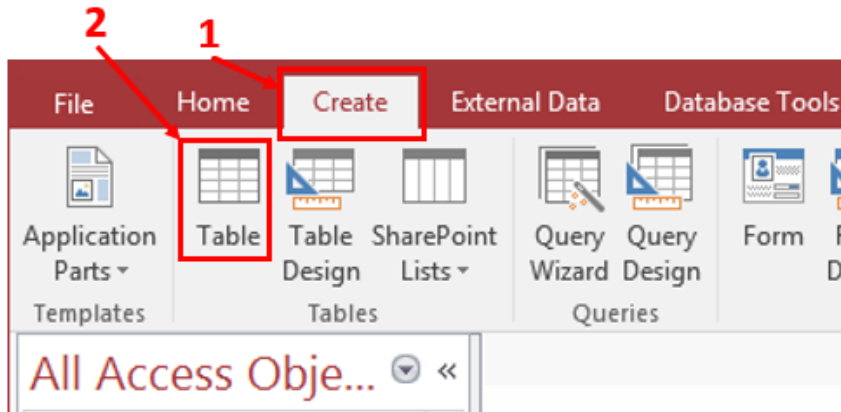 2
1
File Home Create External Data Database Tools
Application Parts
Table
Table Design
SharePoint Lists
Query Wizard
Query Design
Form
Templates
Tables
Queries
All Access Obje... «